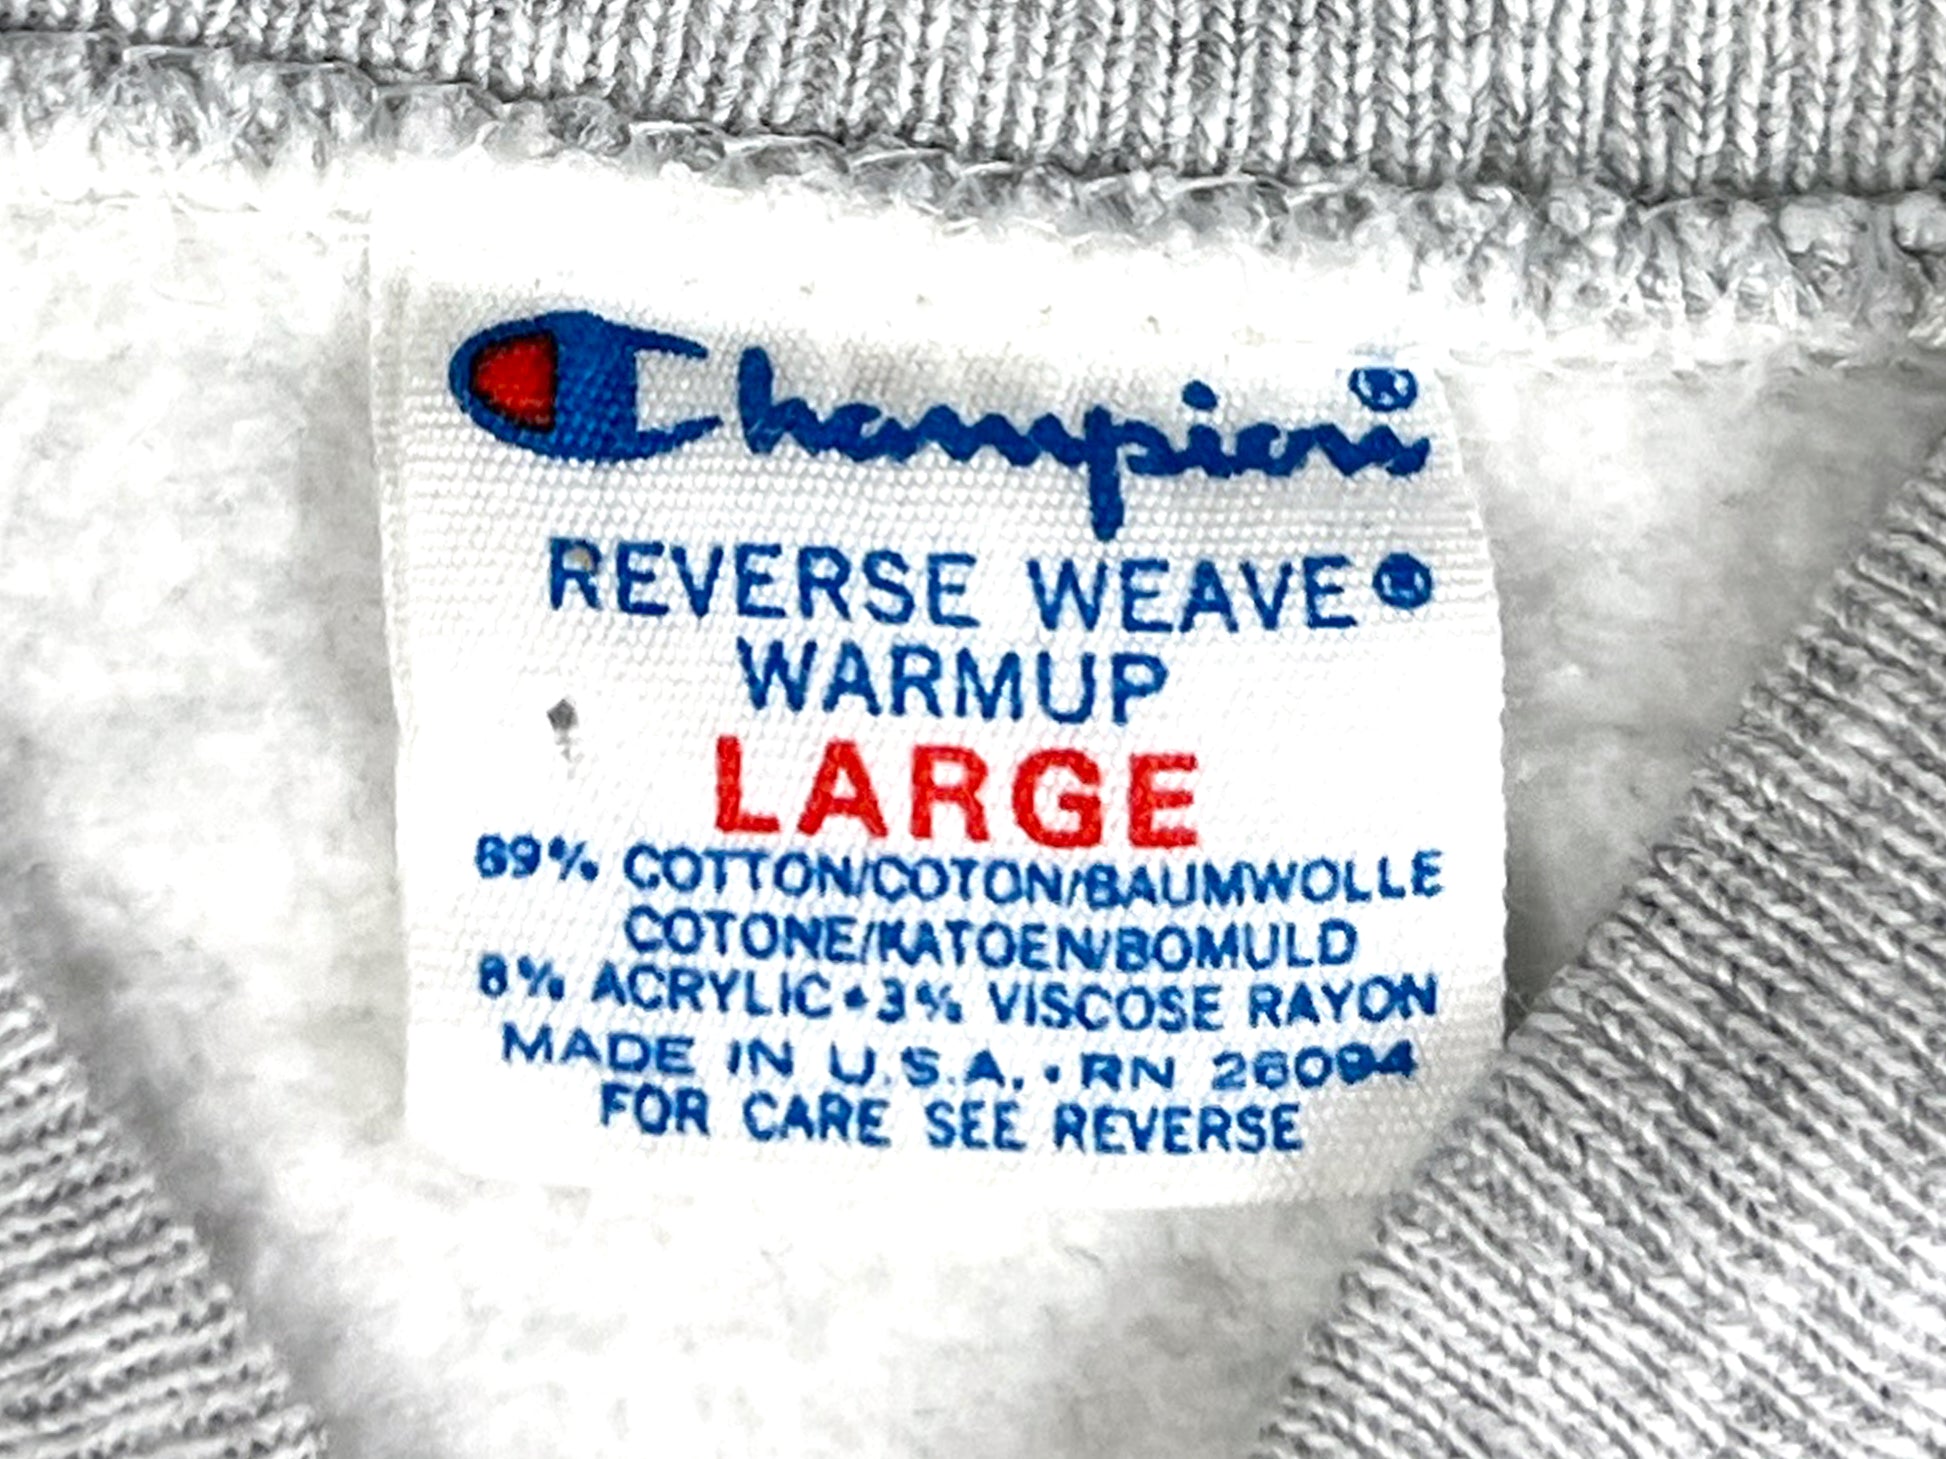 Champion®
REVERSE WEAVE®
WARMUP
LARGE
89% COTTON/COTON/BAUMWOLLE
COTONE/KATOEN/BOMULD
8% ACRYLIC • 3% VISCOSE RAYON
MADE IN U.S.A. • RN 26094
FOR CARE SEE REVERSE